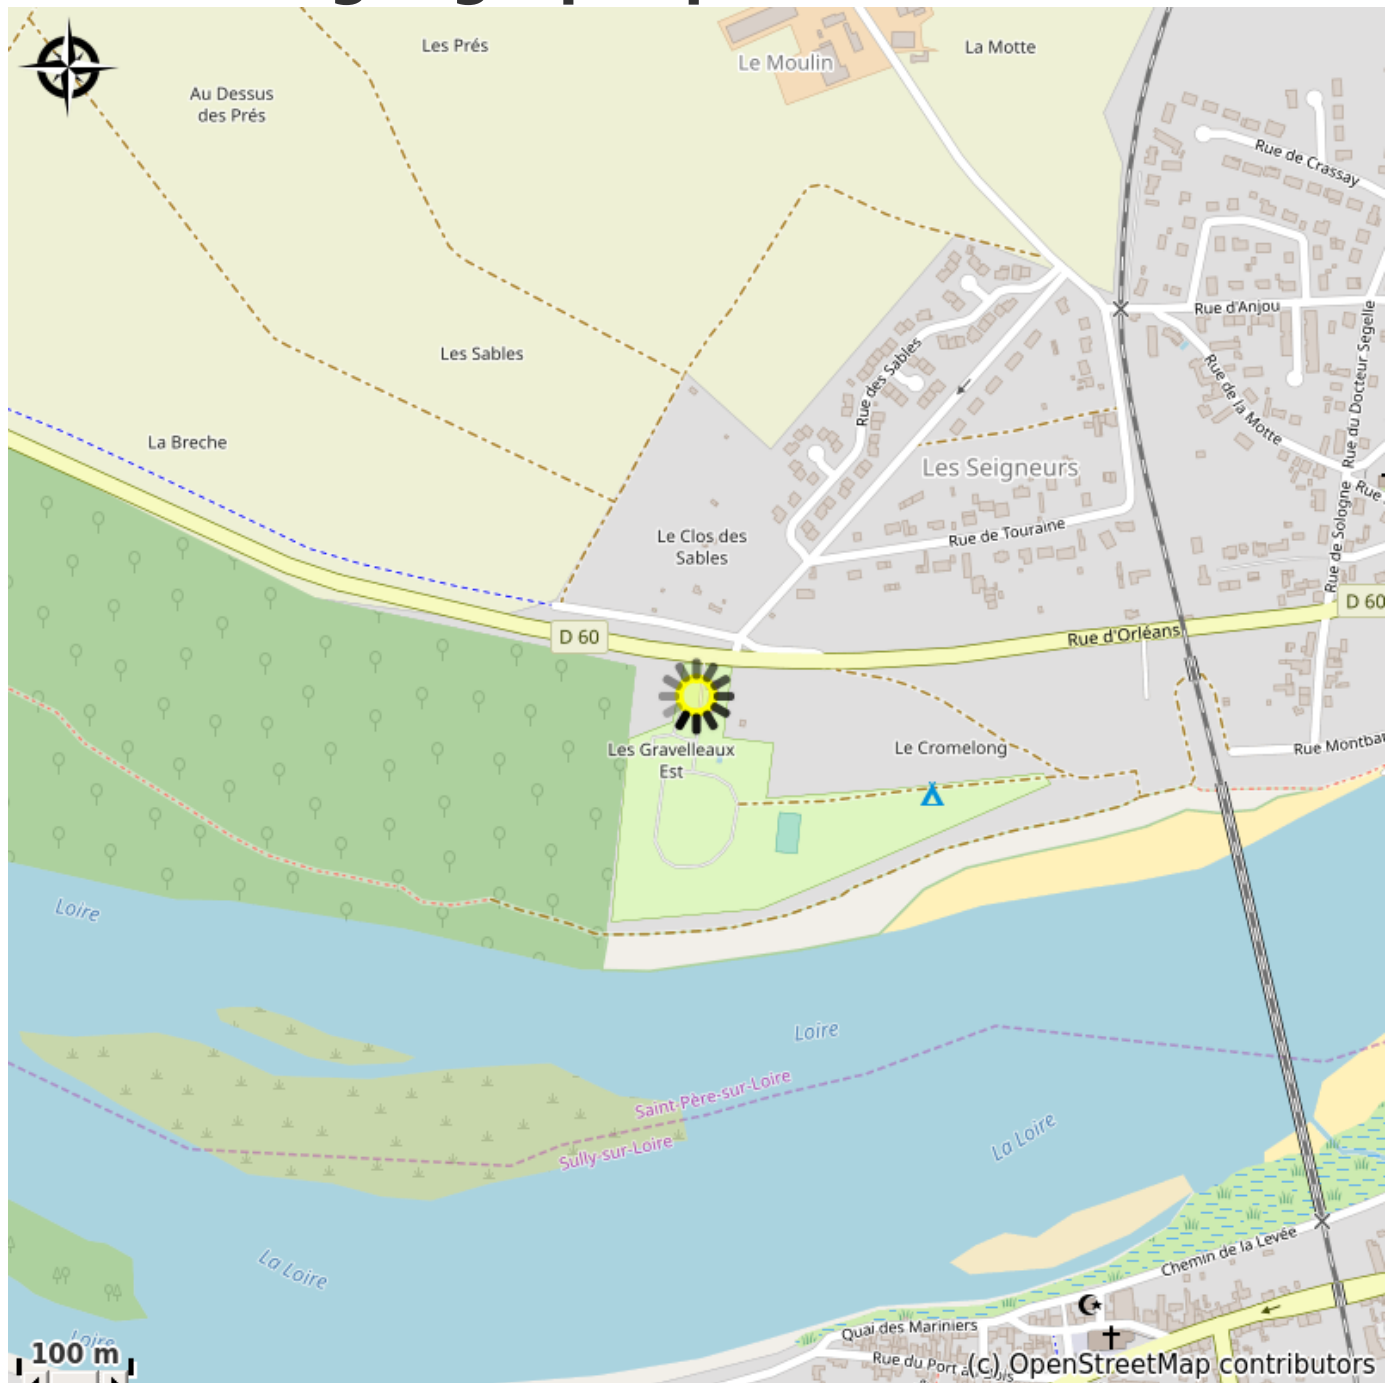 Les Prés
La Motte
Le Moulin
Au Dessus
des Prés
Rue de Crassay
Rue d'Anjou
Rue des Sables
Les Sables
Rue de la Motte
Rue du Docteur Segelle
La Breche
Les Seigneurs
Rue
Rue de Touraine
Rue de Sologne
Le Clos des
Sables
D 60
D 60
Rue d'Orléans
Les Gravelleaux
Est
Le Cromelong
Rue Montbar
Loire
Loire
Saint-Père-sur-Loire
Sully-sur-Loire
La Loire
La Loire
Chemin de la Levée
Loire
Quai des Mariniers
100 m
Rue du Port
(c) OpenStreetMap contributors